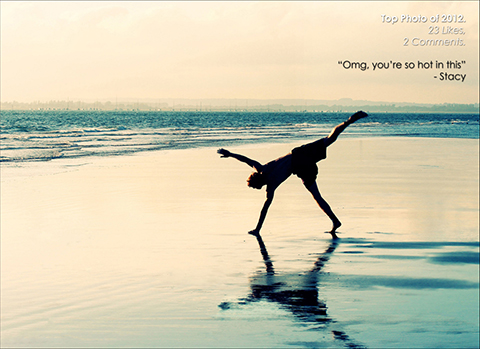 Top Photo of 2012.
23 Likes,
2 Comments.
“Omg, you’re so hot in this”
- Stacy